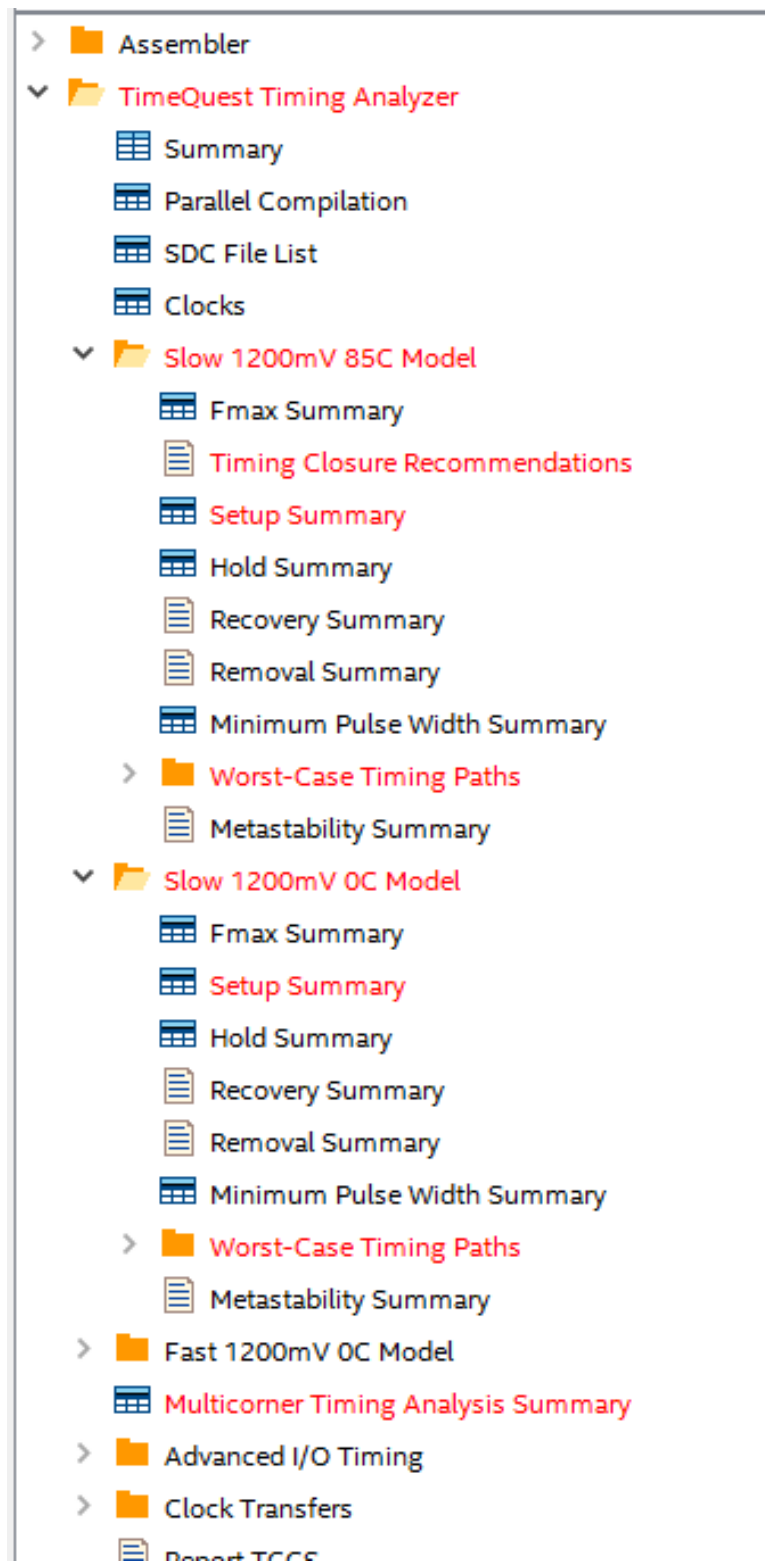 Assembler
TimeQuest Timing Analyzer
Summary
Parallel Compilation
SDC File List
Clocks
Slow 1200mV 85C Model
Fmax Summary
Timing Closure Recommendations
Setup Summary
Hold Summary
Recovery Summary
Removal Summary
Minimum Pulse Width Summary
Worst-Case Timing Paths
Metastability Summary
Slow 1200mV 0C Model
Fmax Summary
Setup Summary
Hold Summary
Recovery Summary
Removal Summary
Minimum Pulse Width Summary
Worst-Case Timing Paths
Metastability Summary
Fast 1200mV 0C Model
Multicorner Timing Analysis Summary
Advanced I/O Timing
Clock Transfers
Report TCCS